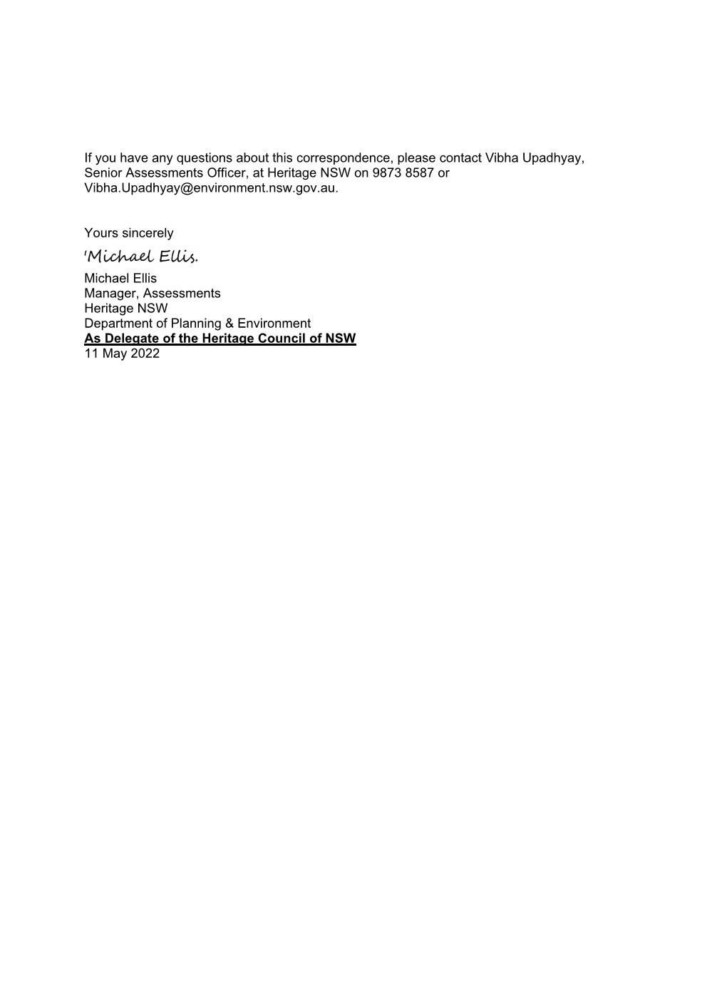 If you have any questions about this correspondence, please contact Vibha Upadhyay,
Senior Assessments Officer, at Heritage NSW on 9873 8587 or
Vibha.Upadhyay@environment.nsw.gov.au.
Yours sincerely
'Michael Ellis.
Michael Ellis
Manager, Assessments
Heritage NSW
Department of Planning & Environment
As Delegate of the Heritage Council of NSW
11 May 2022